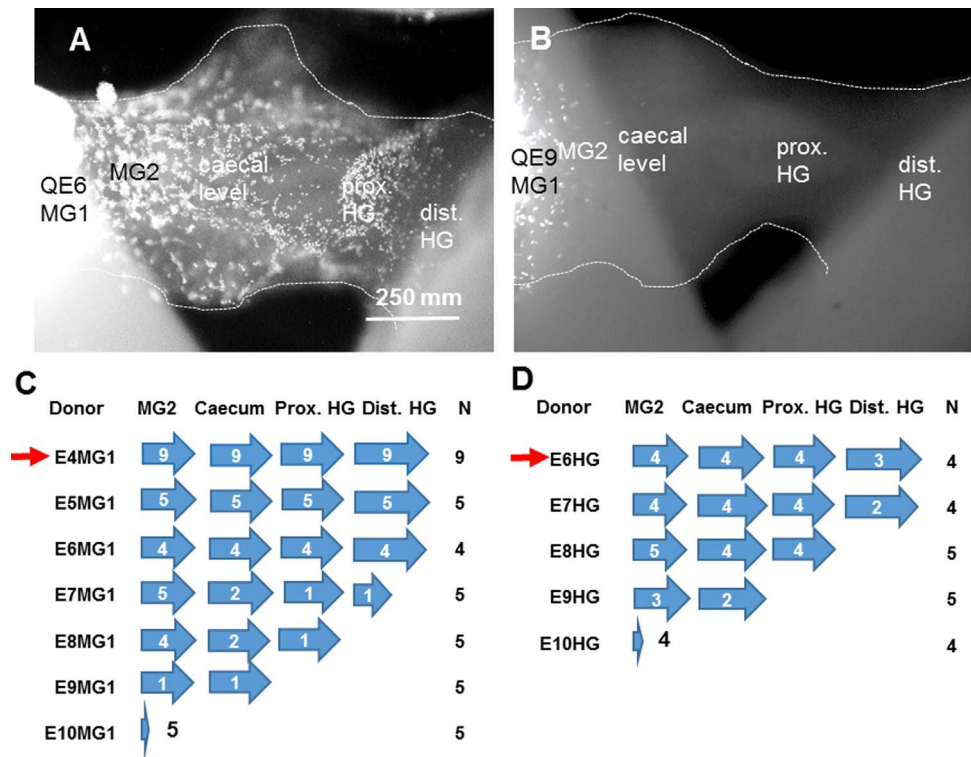 A
QE6
MG1
MG2
caecal
level
prox.
HG
dist.
HG
250 mm
B
QE9
MG1
MG2
caecal
level
prox.
HG
dist.
HG
C
Donor MG2 Caecum Prox. HG Dist. HG N
E4MG1 9 9 9 9 9
E5MG1 5 5 5 5 5
E6MG1 4 4 4 4 4
E7MG1 5 2 1 1 5
E8MG1 4 2 1 5
E9MG1 1 1 5
E10MG1 5 5
D
Donor MG2 Caecum Prox. HG Dist. HG N
E6HG 4 4 4 3 4
E7HG 4 4 4 2 4
E8HG 5 4 4 5
E9HG 3 2 5
E10HG 4 4